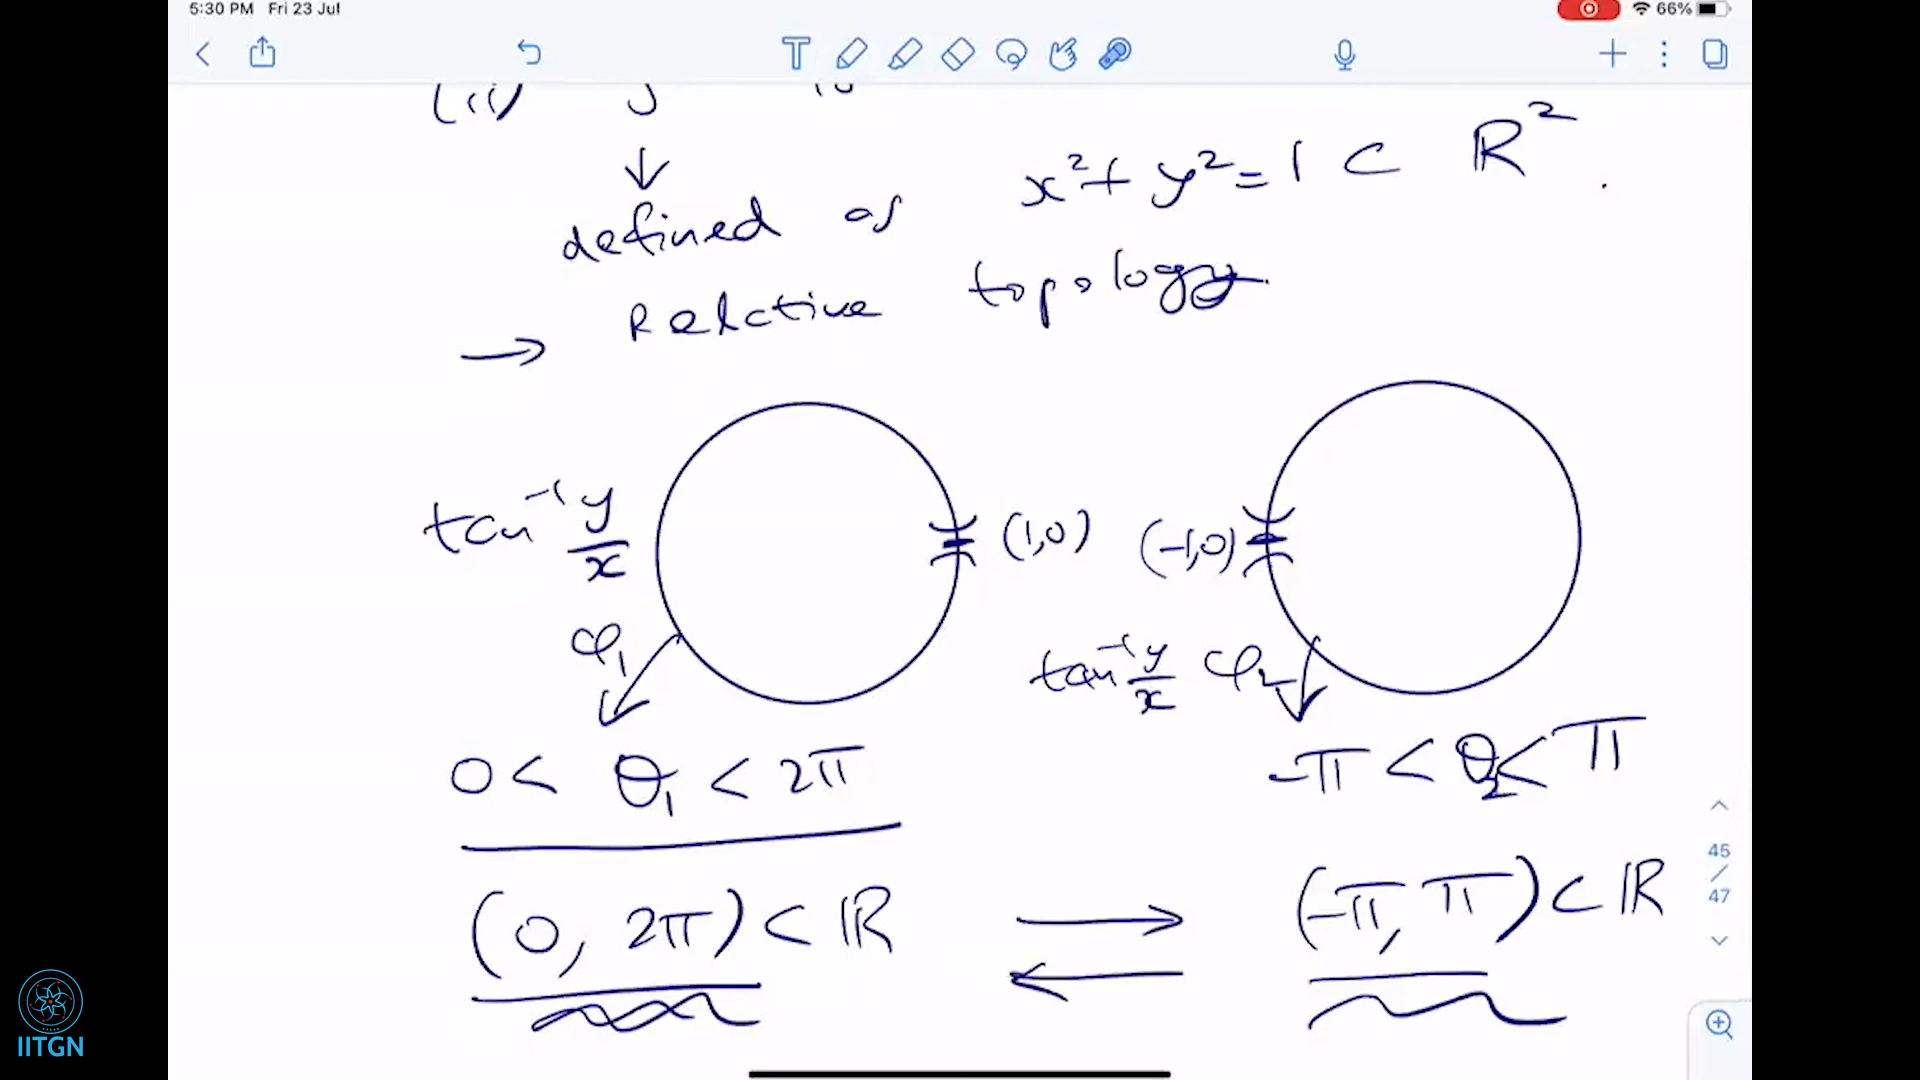 5:30 PM Fri 23 Jul 66%
(ii)
defined as x²+ y² = 1 ⊂ ℝ² .
→ Relative topology.
tan⁻¹ y/x (1,0) (-1,0)
φ₁ tan⁻¹ y/x φ₂
0 < θ₁ < 2π -π < θ₂ < π
45
/
47
(0, 2π) ⊂ ℝ (-π, π) ⊂ ℝ
IITGN